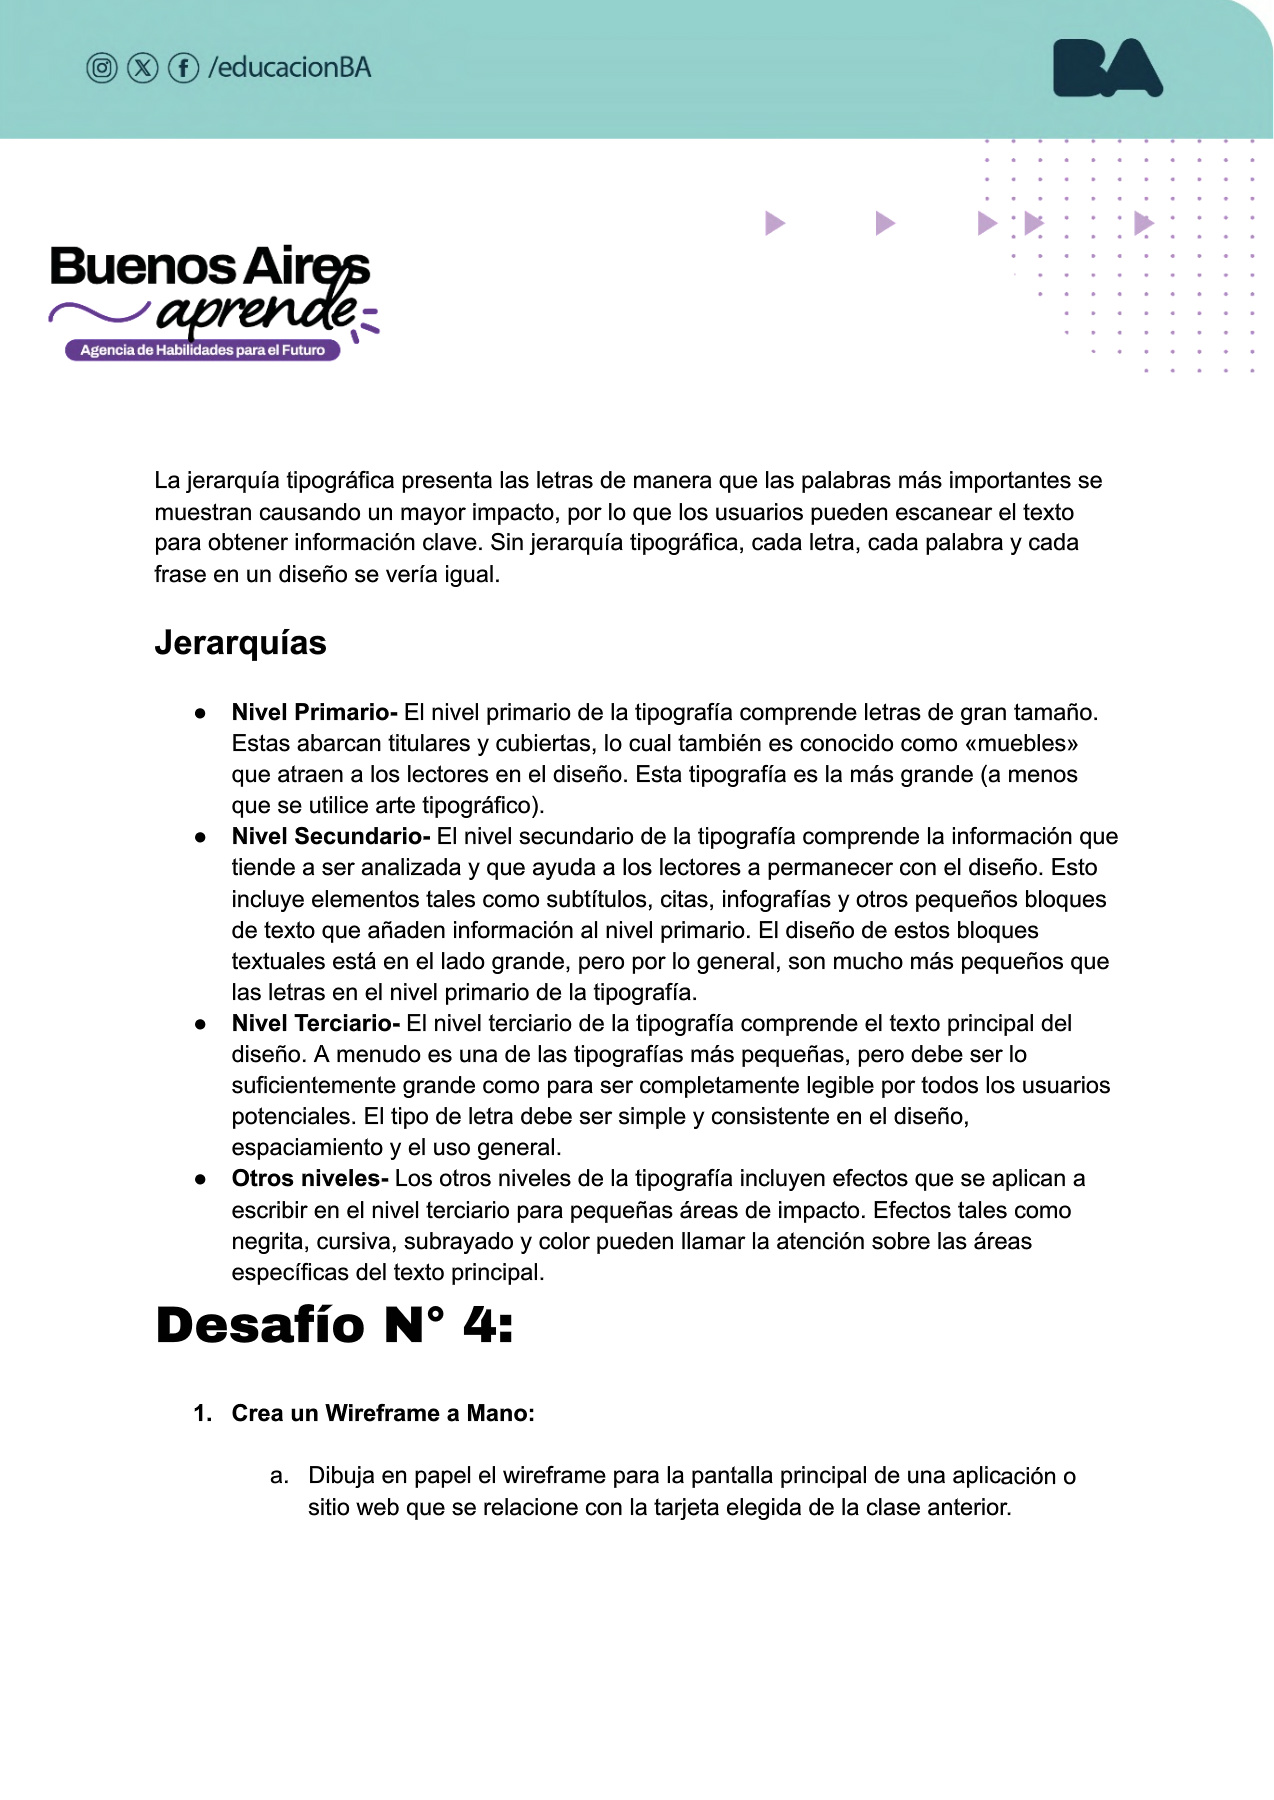 /educacionBA
BA
Buenos Aires
aprende
Agencia de Habilidades para el Futuro
La jerarquía tipográfica presenta las letras de manera que las palabras más importantes se
muestran causando un mayor impacto, por lo que los usuarios pueden escanear el texto
para obtener información clave. Sin jerarquía tipográfica, cada letra, cada palabra y cada
frase en un diseño se vería igual.
Jerarquías
● Nivel Primario- El nivel primario de la tipografía comprende letras de gran tamaño.
Estas abarcan titulares y cubiertas, lo cual también es conocido como «muebles»
que atraen a los lectores en el diseño. Esta tipografía es la más grande (a menos
que se utilice arte tipográfico).
● Nivel Secundario- El nivel secundario de la tipografía comprende la información que
tiende a ser analizada y que ayuda a los lectores a permanecer con el diseño. Esto
incluye elementos tales como subtítulos, citas, infografías y otros pequeños bloques
de texto que añaden información al nivel primario. El diseño de estos bloques
textuales está en el lado grande, pero por lo general, son mucho más pequeños que
las letras en el nivel primario de la tipografía.
● Nivel Terciario- El nivel terciario de la tipografía comprende el texto principal del
diseño. A menudo es una de las tipografías más pequeñas, pero debe ser lo
suficientemente grande como para ser completamente legible por todos los usuarios
potenciales. El tipo de letra debe ser simple y consistente en el diseño,
espaciamiento y el uso general.
● Otros niveles- Los otros niveles de la tipografía incluyen efectos que se aplican a
escribir en el nivel terciario para pequeñas áreas de impacto. Efectos tales como
negrita, cursiva, subrayado y color pueden llamar la atención sobre las áreas
específicas del texto principal.
Desafío N° 4:
1. Crea un Wireframe a Mano:
a. Dibuja en papel el wireframe para la pantalla principal de una aplicación o
sitio web que se relacione con la tarjeta elegida de la clase anterior.